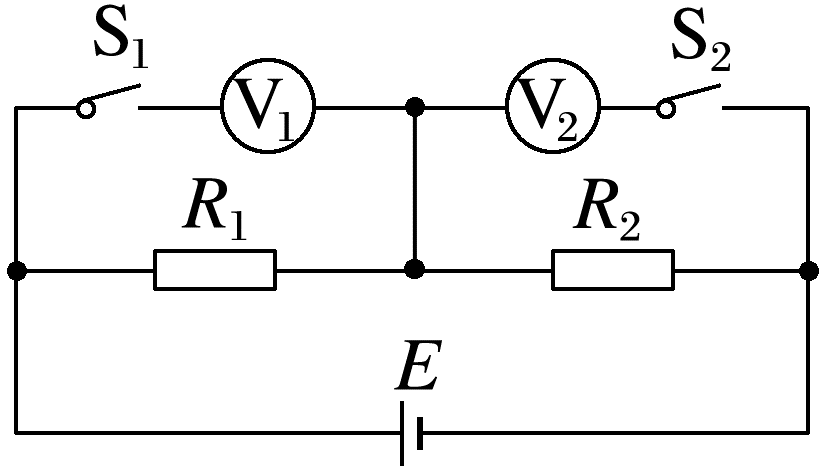 S1 S2
V1 V2
R1 R2
E